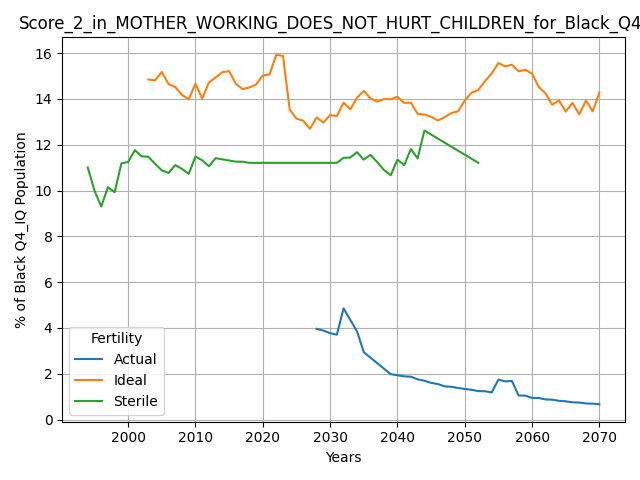 Score_2_in_MOTHER_WORKING_DOES_NOT_HURT_CHILDREN_for_Black_Q4
% of Black Q4_IQ Population
16
14
12
10
8
6
4
2
0
Fertility
Actual
Ideal
Sterile
2000 2010 2020 2030 2040 2050 2060 2070
Years